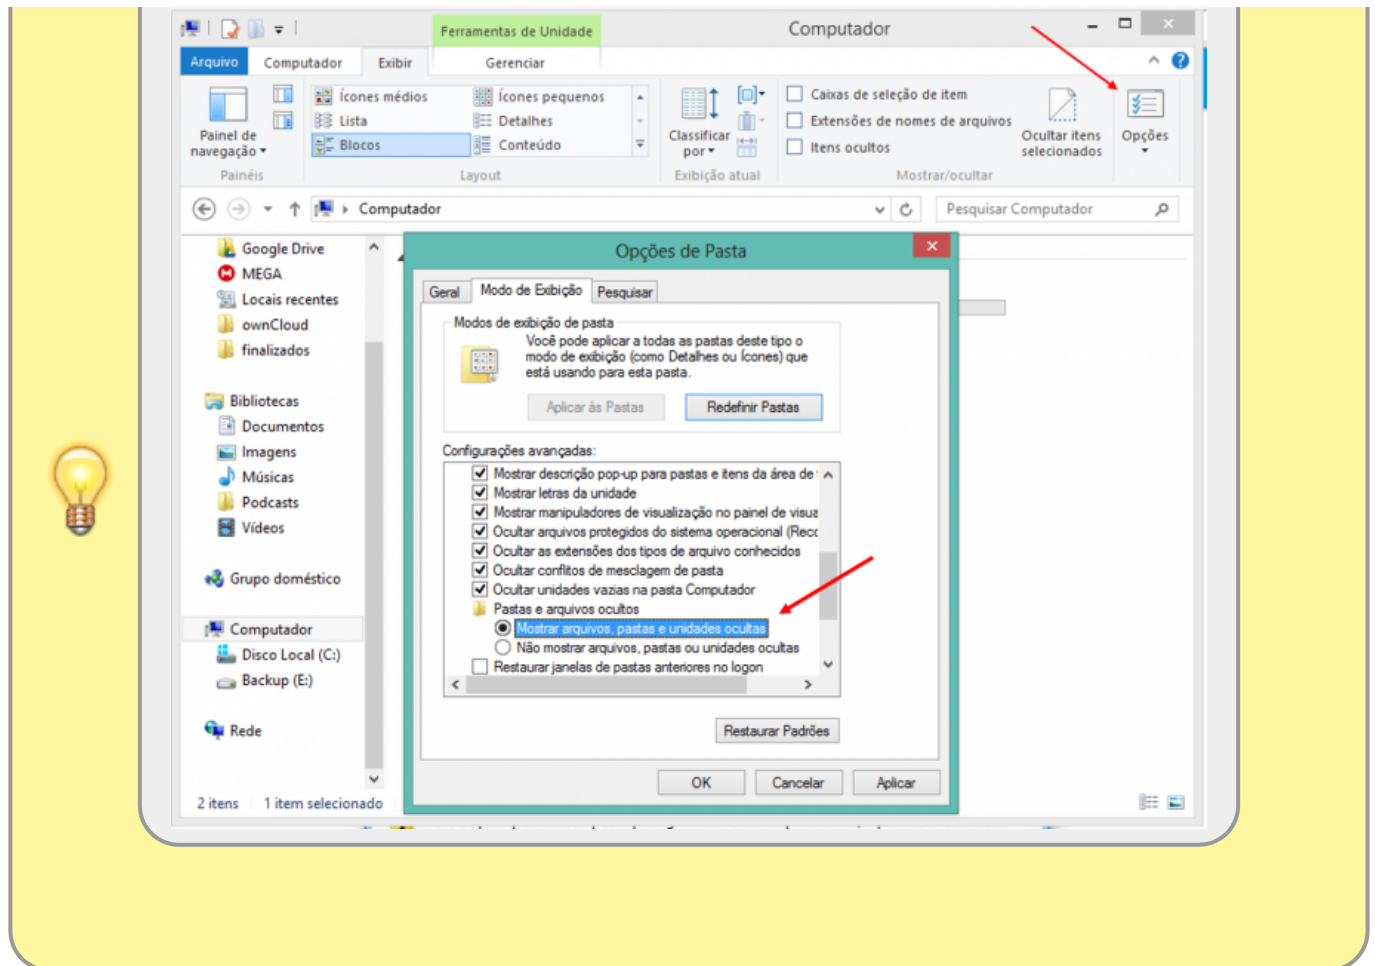 Ferramentas de Unidade
Computador
Arquivo
Computador
Exibir
Gerenciar
Ícones médios
Ícones pequenos
Lista
Detalhes
Blocos
Conteúdo
Painel de
navegação
Classificar
por
Caixas de seleção de item
Extensões de nomes de arquivos
Itens ocultos
Ocultar itens
selecionados
Opções
Painéis
Layout
Exibição atual
Mostrar/ocultar
Computador
Pesquisar Computador
Google Drive
MEGA
Locais recentes
ownCloud
finalizados
Bibliotecas
Documentos
Imagens
Músicas
Podcasts
Vídeos
Grupo doméstico
Computador
Disco Local (C:)
Backup (E:)
Rede
2 itens
1 item selecionado
Opções de Pasta
Geral
Modo de Exibição
Pesquisar
Modos de exibição de pasta
Você pode aplicar a todas as pastas deste tipo o
modo de exibição (como Detalhes ou Ícones) que
está usando para esta pasta.
Aplicar às Pastas
Redefinir Pastas
Configurações avançadas:
Mostrar descrição pop-up para pastas e itens da área de
Mostrar letras da unidade
Mostrar manipuladores de visualização no painel de visua
Ocultar arquivos protegidos do sistema operacional (Recc
Ocultar as extensões dos tipos de arquivo conhecidos
Ocultar conflitos de mesclagem de pasta
Ocultar unidades vazias na pasta Computador
Pastas e arquivos ocultos
Mostrar arquivos, pastas e unidades ocultas
Não mostrar arquivos, pastas ou unidades ocultas
Restaurar janelas de pastas anteriores no logon
Restaurar Padrões
OK
Cancelar
Aplicar